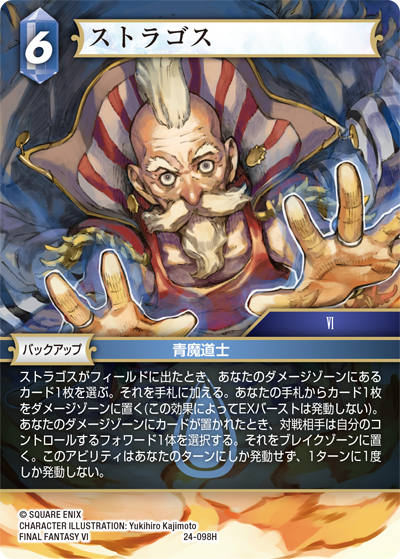 6
ストラゴス
VI
バックアップ
青魔道士
ストラゴスがフィールドに出たとき、あなたのダメージゾーンにある
カード1枚を選ぶ。それを手札に加える。あなたの手札からカード1枚
をダメージゾーンに置く(この効果によってEXバーストは発動しない)。
あなたのダメージゾーンにカードが置かれたとき、対戦相手は自分のコ
ントロールするフォワード1体を選択する。それをブレイクゾーンに置
く。このアビリティはあなたのターンにしか発動せず、1ターンに1度
しか発動しない。
© SQUARE ENIX
CHARACTER ILLUSTRATION: Yukihiro Kajimoto
FINAL FANTASY VI
24-098H